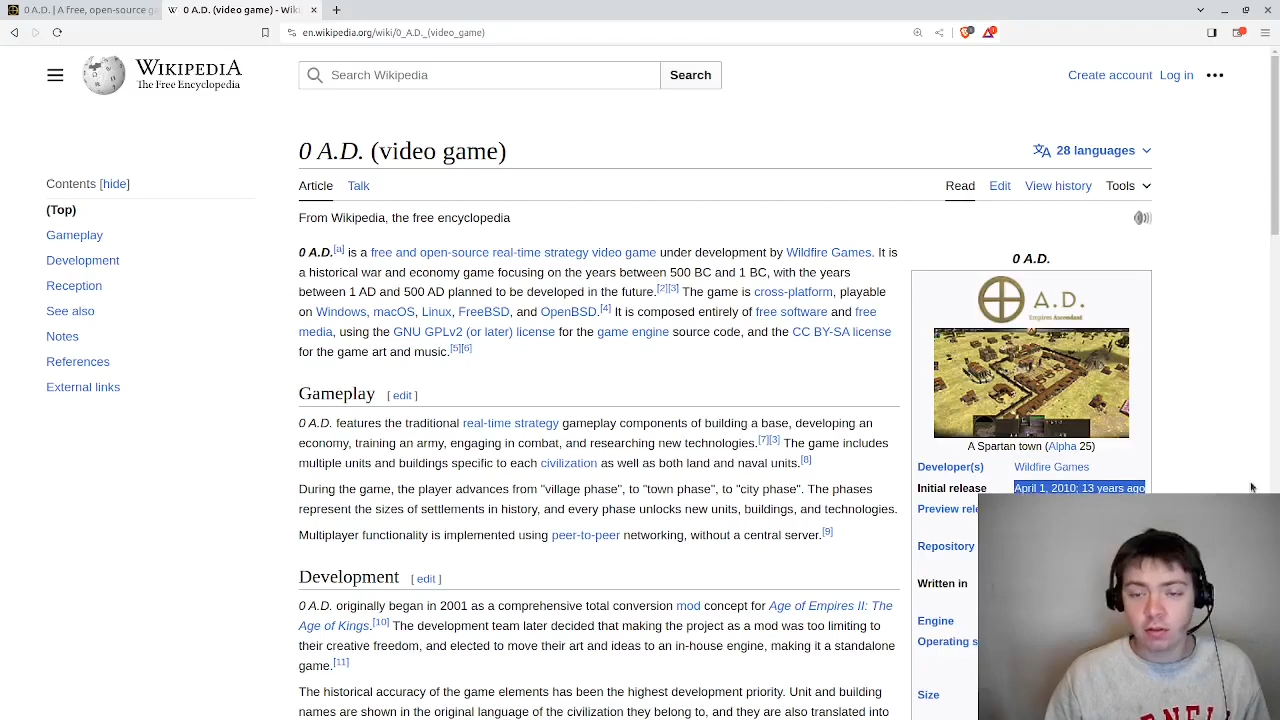 0 A.D. | A free, open-source ga
0 A.D. (video game) - Wiki
en.wikipedia.org/wiki/0_A.D._(video_game)
WIKIPEDIA
The Free Encyclopedia
Search Wikipedia
Search
Create account Log in
0 A.D. (video game)
28 languages
Contents [hide]
(Top)
Gameplay
Development
Reception
See also
Notes
References
External links
Article Talk
Read Edit View history Tools
From Wikipedia, the free encyclopedia
0 A.D.[a] is a free and open-source real-time strategy video game under development by Wildfire Games. It is
a historical war and economy game focusing on the years between 500 BC and 1 BC, with the years
between 1 AD and 500 AD planned to be developed in the future.[2][3] The game is cross-platform, playable
on Windows, macOS, Linux, FreeBSD, and OpenBSD.[4] It is composed entirely of free software and free
media, using the GNU GPLv2 (or later) license for the game engine source code, and the CC BY-SA license
for the game art and music.[5][6]
Gameplay [ edit ]
0 A.D. features the traditional real-time strategy gameplay components of building a base, developing an
economy, training an army, engaging in combat, and researching new technologies.[7][3] The game includes
multiple units and buildings specific to each civilization as well as both land and naval units.[8]
During the game, the player advances from "village phase", to "town phase", to "city phase". The phases
represent the sizes of settlements in history, and every phase unlocks new units, buildings, and technologies.
Multiplayer functionality is implemented using peer-to-peer networking, without a central server.[9]
Development [ edit ]
0 A.D. originally began in 2001 as a comprehensive total conversion mod concept for Age of Empires II: The
Age of Kings.[10] The development team later decided that making the project as a mod was too limiting to
their creative freedom, and elected to move their art and ideas to an in-house engine, making it a standalone
game.[11]
The historical accuracy of the game elements has been the highest development priority. Unit and building
names are shown in the original language of the civilization they belong to, and they are also translated into
0 A.D.
A.D.
Empires Ascendant
A Spartan town (Alpha 25)
Developer(s) Wildfire Games
Initial release April 1, 2010; 13 years ago
Preview rele
Repository
Written in
Engine
Operating s
Size